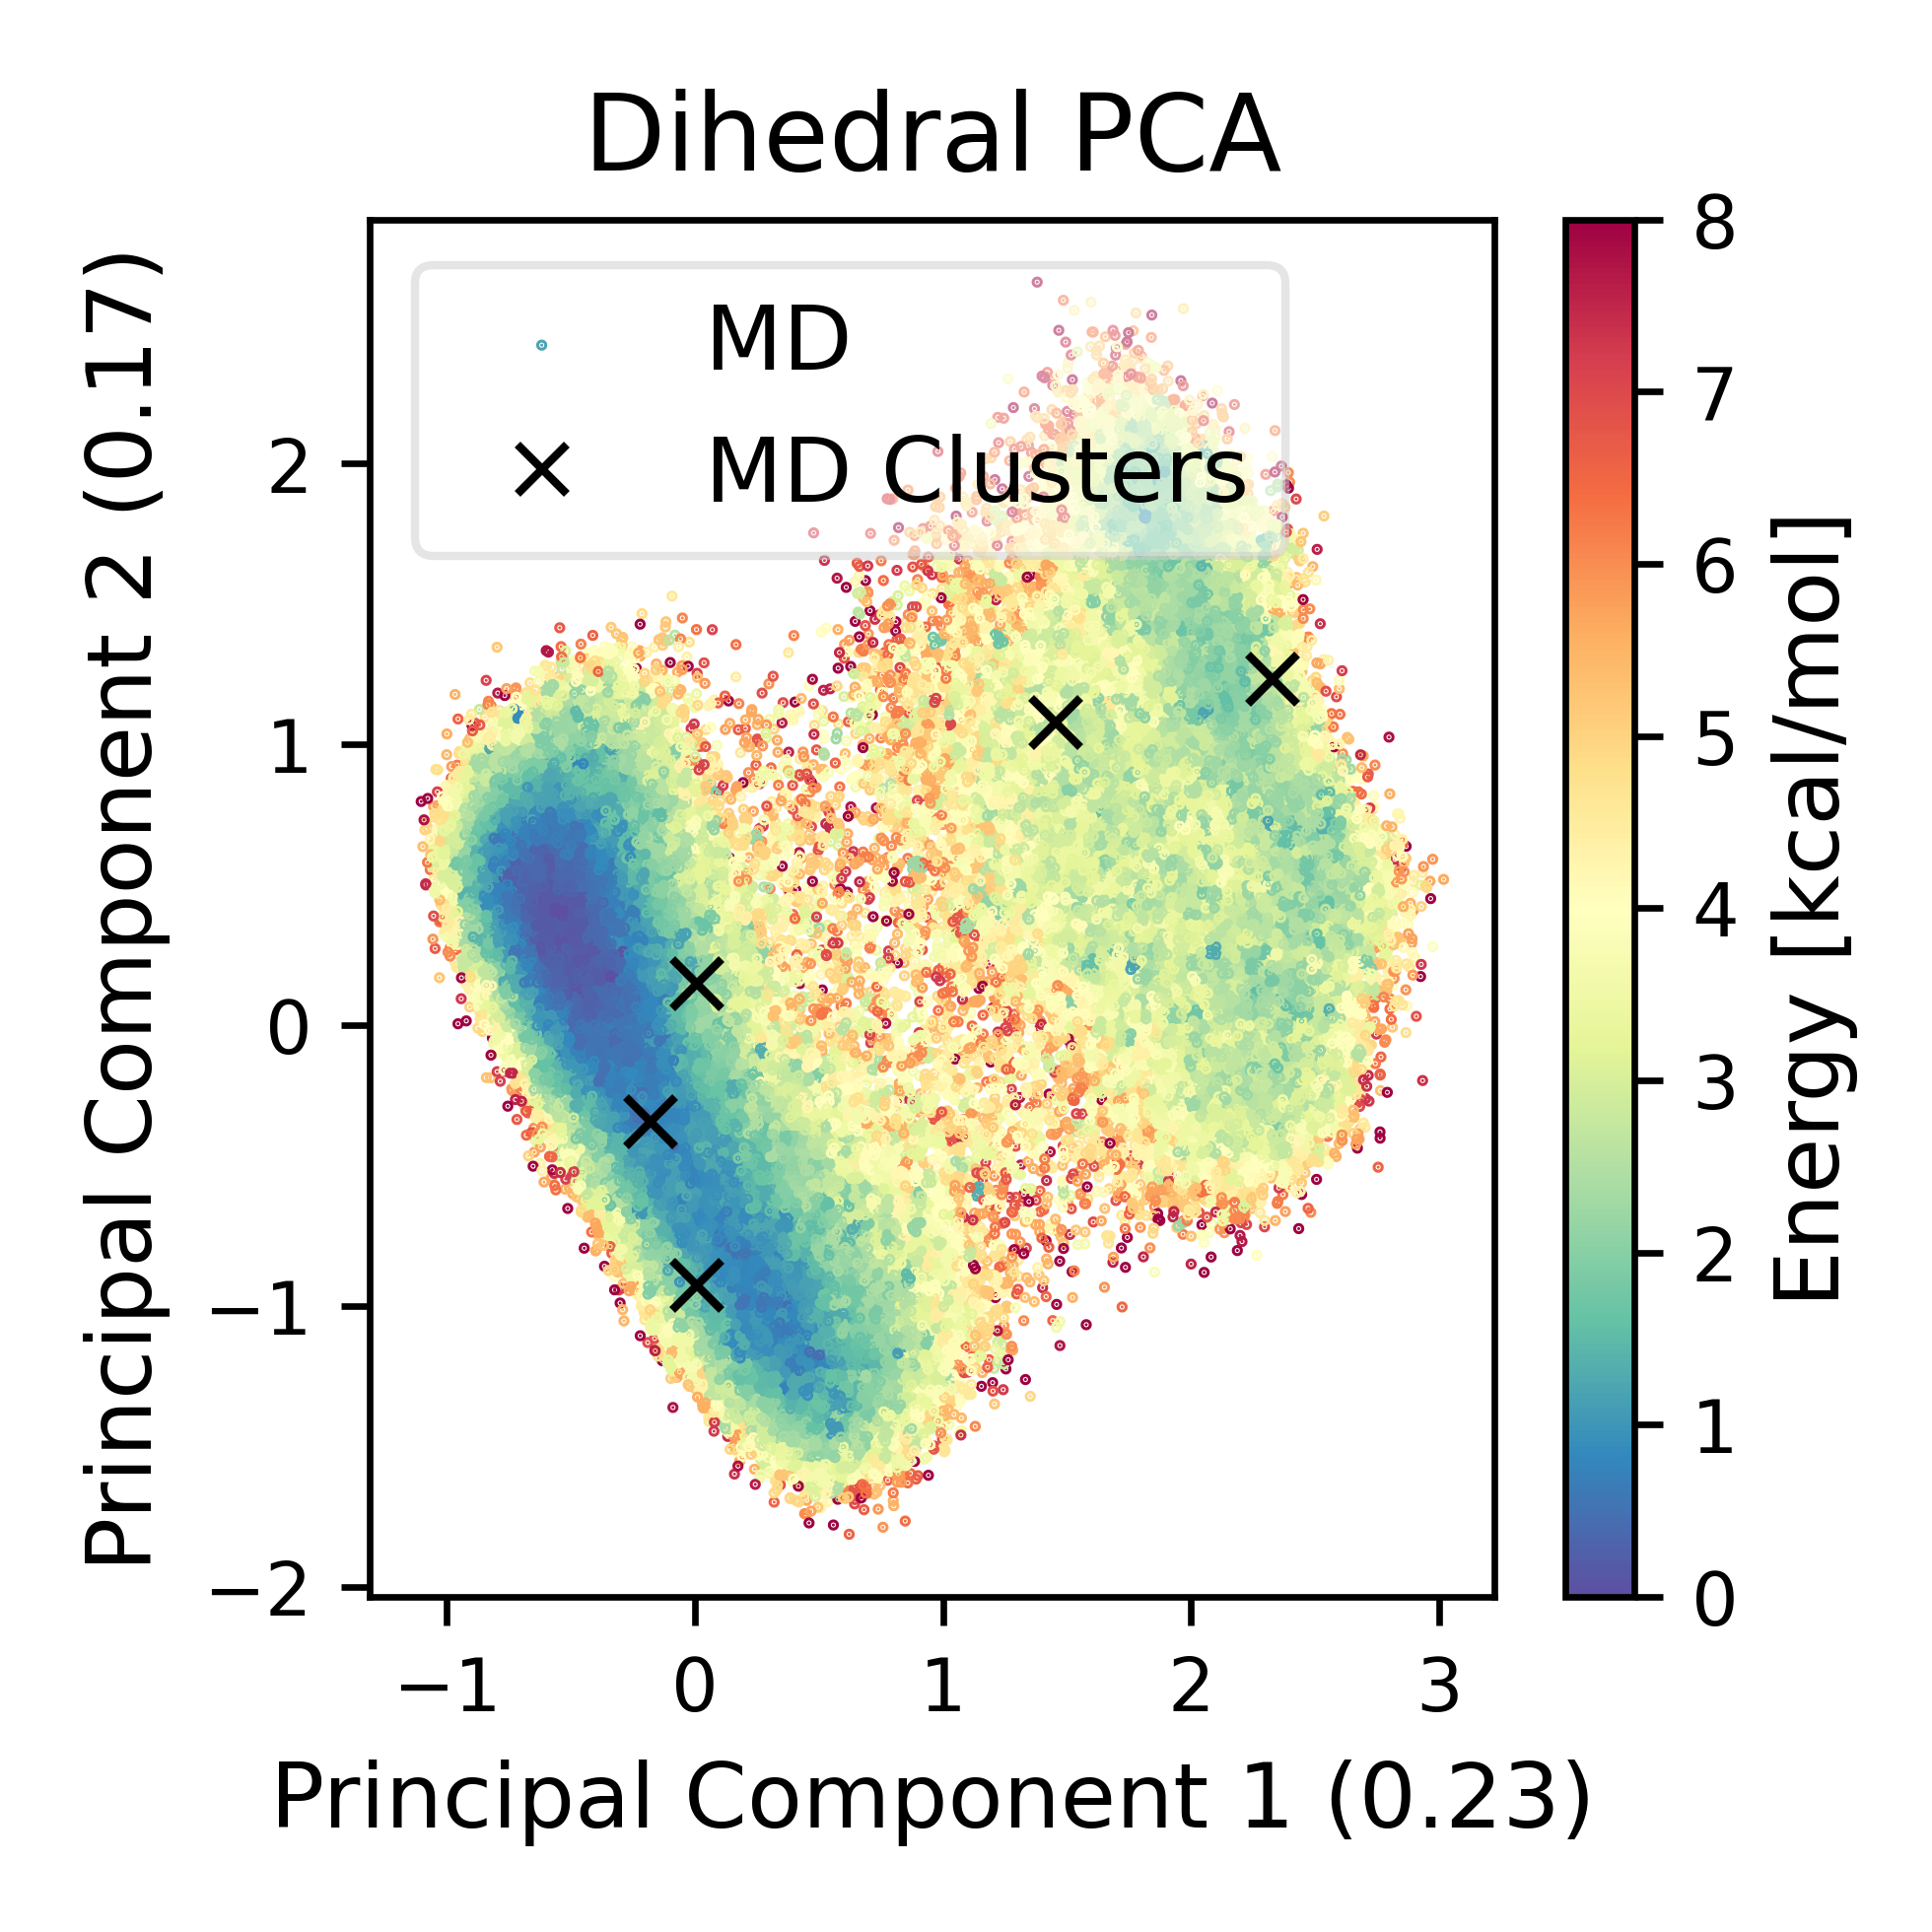 Dihedral PCA
MD
MD Clusters
Principal Component 2 (0.17)
2
1
0
−1
−2
−1 0 1 2 3
Principal Component 1 (0.23)
8
7
6
5
4
3
2
1
0
Energy [kcal/mol]